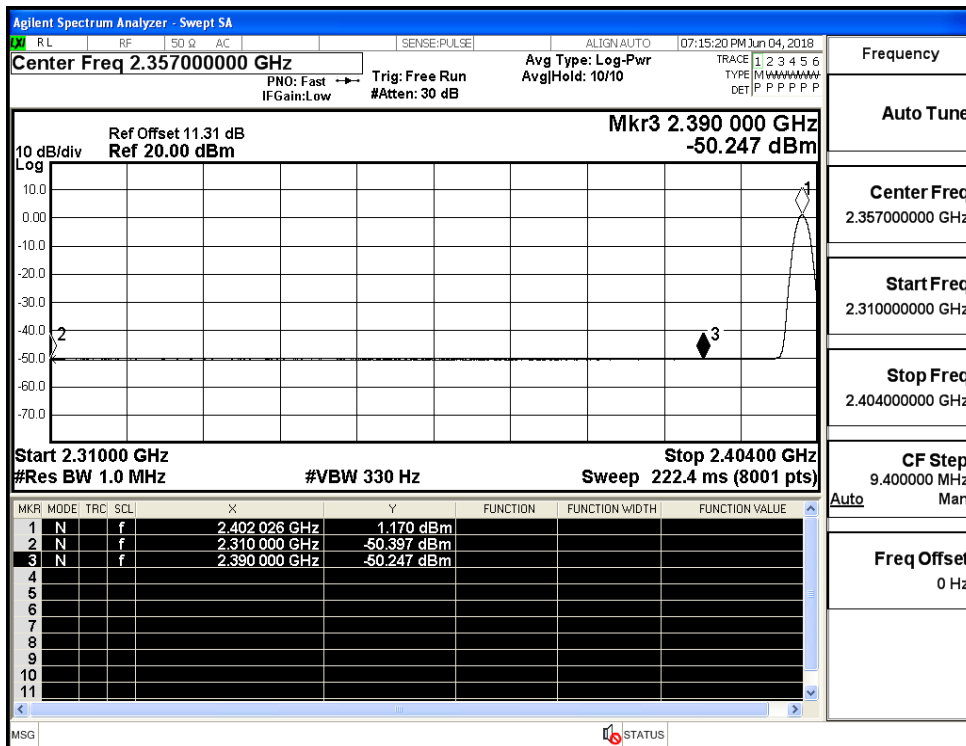 Agilent Spectrum Analyzer - Swept SA
LXI RL RF 50 Ω AC SENSE:PULSE ALIGN AUTO 07:15:20 PM Jun 04, 2018
Center Freq 2.357000000 GHz
PNO: Fast
IFGain:Low
Trig: Free Run
#Atten: 30 dB
Avg Type: Log-Pwr
Avg|Hold: 10/10
TRACE 1 2 3 4 5 6
TYPE M W W W W W
DET P P P P P P
Ref Offset 11.31 dB
10 dB/div Ref 20.00 dBm
Log
Mkr3 2.390 000 GHz
-50.247 dBm
10.0
0.00
-10.0
-20.0
-30.0
-40.0
-50.0
-60.0
-70.0
1
2
3
Start 2.31000 GHz Stop 2.40400 GHz
#Res BW 1.0 MHz #VBW 330 Hz Sweep 222.4 ms (8001 pts)
MKR MODE TRC SCL X Y FUNCTION FUNCTION WIDTH FUNCTION VALUE
1 N f 2.402 026 GHz 1.170 dBm
2 N f 2.310 000 GHz -50.397 dBm
3 N f 2.390 000 GHz -50.247 dBm
4
5
6
7
8
9
10
11
MSG STATUS
Frequency
Auto Tune
Center Freq
2.357000000 GHz
Start Freq
2.310000000 GHz
Stop Freq
2.404000000 GHz
CF Step
9.400000 MHz
Auto Man
Freq Offset
0 Hz